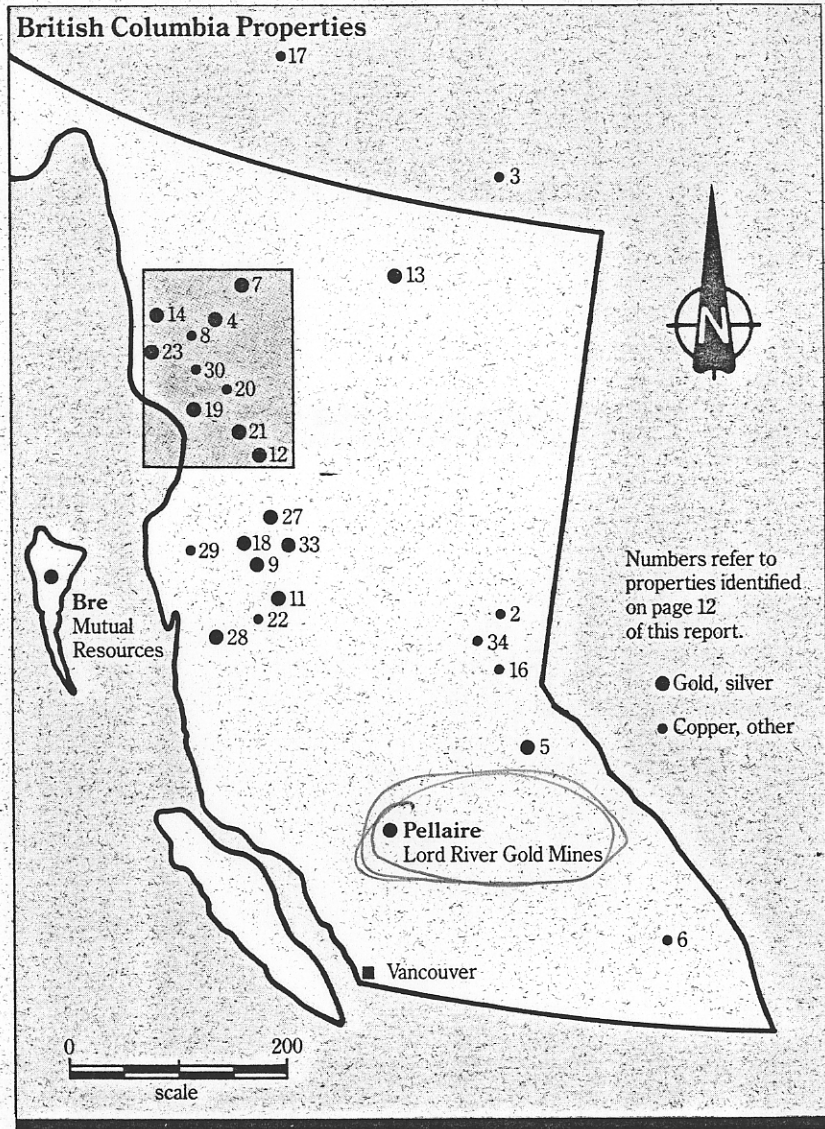 British Columbia Properties
17
3
13
7
14
4
8
23
30
20
19
21
12
N
27
18
33
29
9
11
22
28
Bre
Mutual
Resources
2
34
16
5
Numbers refer to
properties identified
on page 12
of this report.
Gold, silver
Copper, other
Pellaire
Lord River Gold Mines
6
Vancouver
0 200
scale